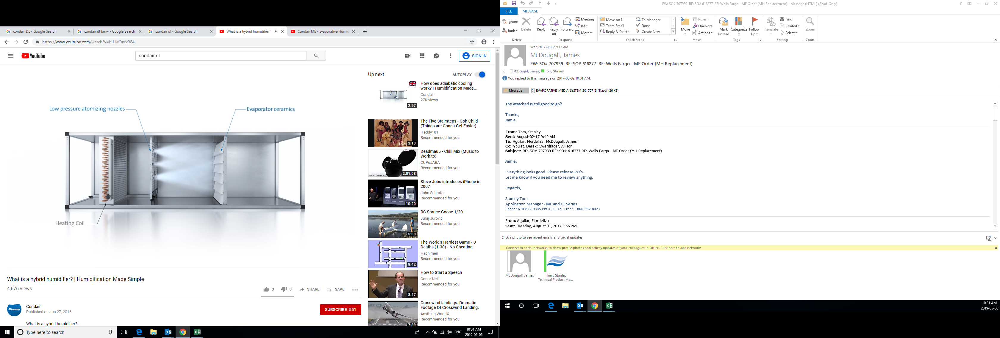 condair DL - Google Search
condair dl bmw - Google Search
condair dl - Google Search
What is a hybrid humidifier?
Condair ME - Evaporative Humid
https://www.youtube.com/watch?v=hUJwOnrxR84
YouTube
condair dl
SIGN IN
Low pressure atomizing nozzles
Evaporator ceramics
Heating Coil
What is a hybrid humidifier? | Humidification Made Simple
4,676 views
3
0
SHARE
SAVE
condair
Condair
Published on Jun 27, 2016
SUBSCRIBE 551
What is a hybrid humidifier?
Up next
AUTOPLAY
How does adiabatic cooling
work? | Humidification Made...
Condair
27K views
2:57
The Five Stairsteps - Ooh Child
(Things are Gonna Get Easier)...
iTeddy101
Recommended for you
3:19
Deadmau5 - Chill Mix (Music to
Work to)
CUPoJABA
Recommended for you
ALLIHAVE
2:01:08
Steve Jobs introduces iPhone in
2007
John Schroter
Recommended for you
10:20
RC Spruce Goose 1/20
Juraj Jurovic
Recommended for you
5:38
The World's Hardest Game - 0
Deaths (1-30) - No Cheating
Hachimen
Recommended for you
8:42
How to Start a Speech
Conor Neill
Recommended for you
8:47
Crosswind landings. Dramatic
Footage Of Crosswind Landing.
Anything WorldX
Recommended for you
7:39
Type here to search
ENG
10:31 AM
2019-05-06
FW: SO# 707939 RE: SO# 616277 RE: Wells Fargo - ME Order (MH Replacement) - Message (HTML) (Read-Only)
FILE
MESSAGE
Ignore
Junk
Delete
Delete
Reply
Reply
All
Forward
Meeting
IM
More
Respond
Move to: ?
Team Email
Reply & Delete
To Manager
Done
Create New
Quick Steps
Move
Rules
OneNote
Actions
Move
Mark
Unread
Categorize
Follow
Up
Tags
Translate
Find
Related
Select
Editing
Zoom
Zoom
Wed 2017-08-02 9:47 AM
McDougall, James
FW: SO# 707939 RE: SO# 616277 RE: Wells Fargo - ME Order (MH Replacement)
To McDougall, James; Tom, Stanley
You replied to this message on 2017-08-02 10:01 AM.
Message
EVAPORATIVE_MEDIA_SYSTEM-20170713 (1).pdf (26 KB)
The attached is still good to go?
Thanks,
Jamie
From: Tom, Stanley
Sent: August-02-17 9:40 AM
To: Aguilar, Flordeliza; McDougall, James
Cc: Goulet, Derek; Swerdfager, Allison
Subject: RE: SO# 707939 RE: SO# 616277 RE: Wells Fargo - ME Order (MH Replacement)
Jamie,
Everything looks good. Please release PO's.
Let me know if you need me to review anything.
Regards,
Stanley Tom
Application Manager - ME and DL Series
Phone: 613-822-0335 ext 311 | Toll Free: 1-866-667-8321
From: Aguilar, Flordeliza
Sent: Tuesday, August 01, 2017 3:56 PM
Click a photo to see recent emails and social updates.
Connect to social networks to show profile photos and activity updates of your colleagues in Office. Click here to add networks.
McDougall, James
Tom, Stanley
Technical Product Ma...
10:31 AM
2019-05-06